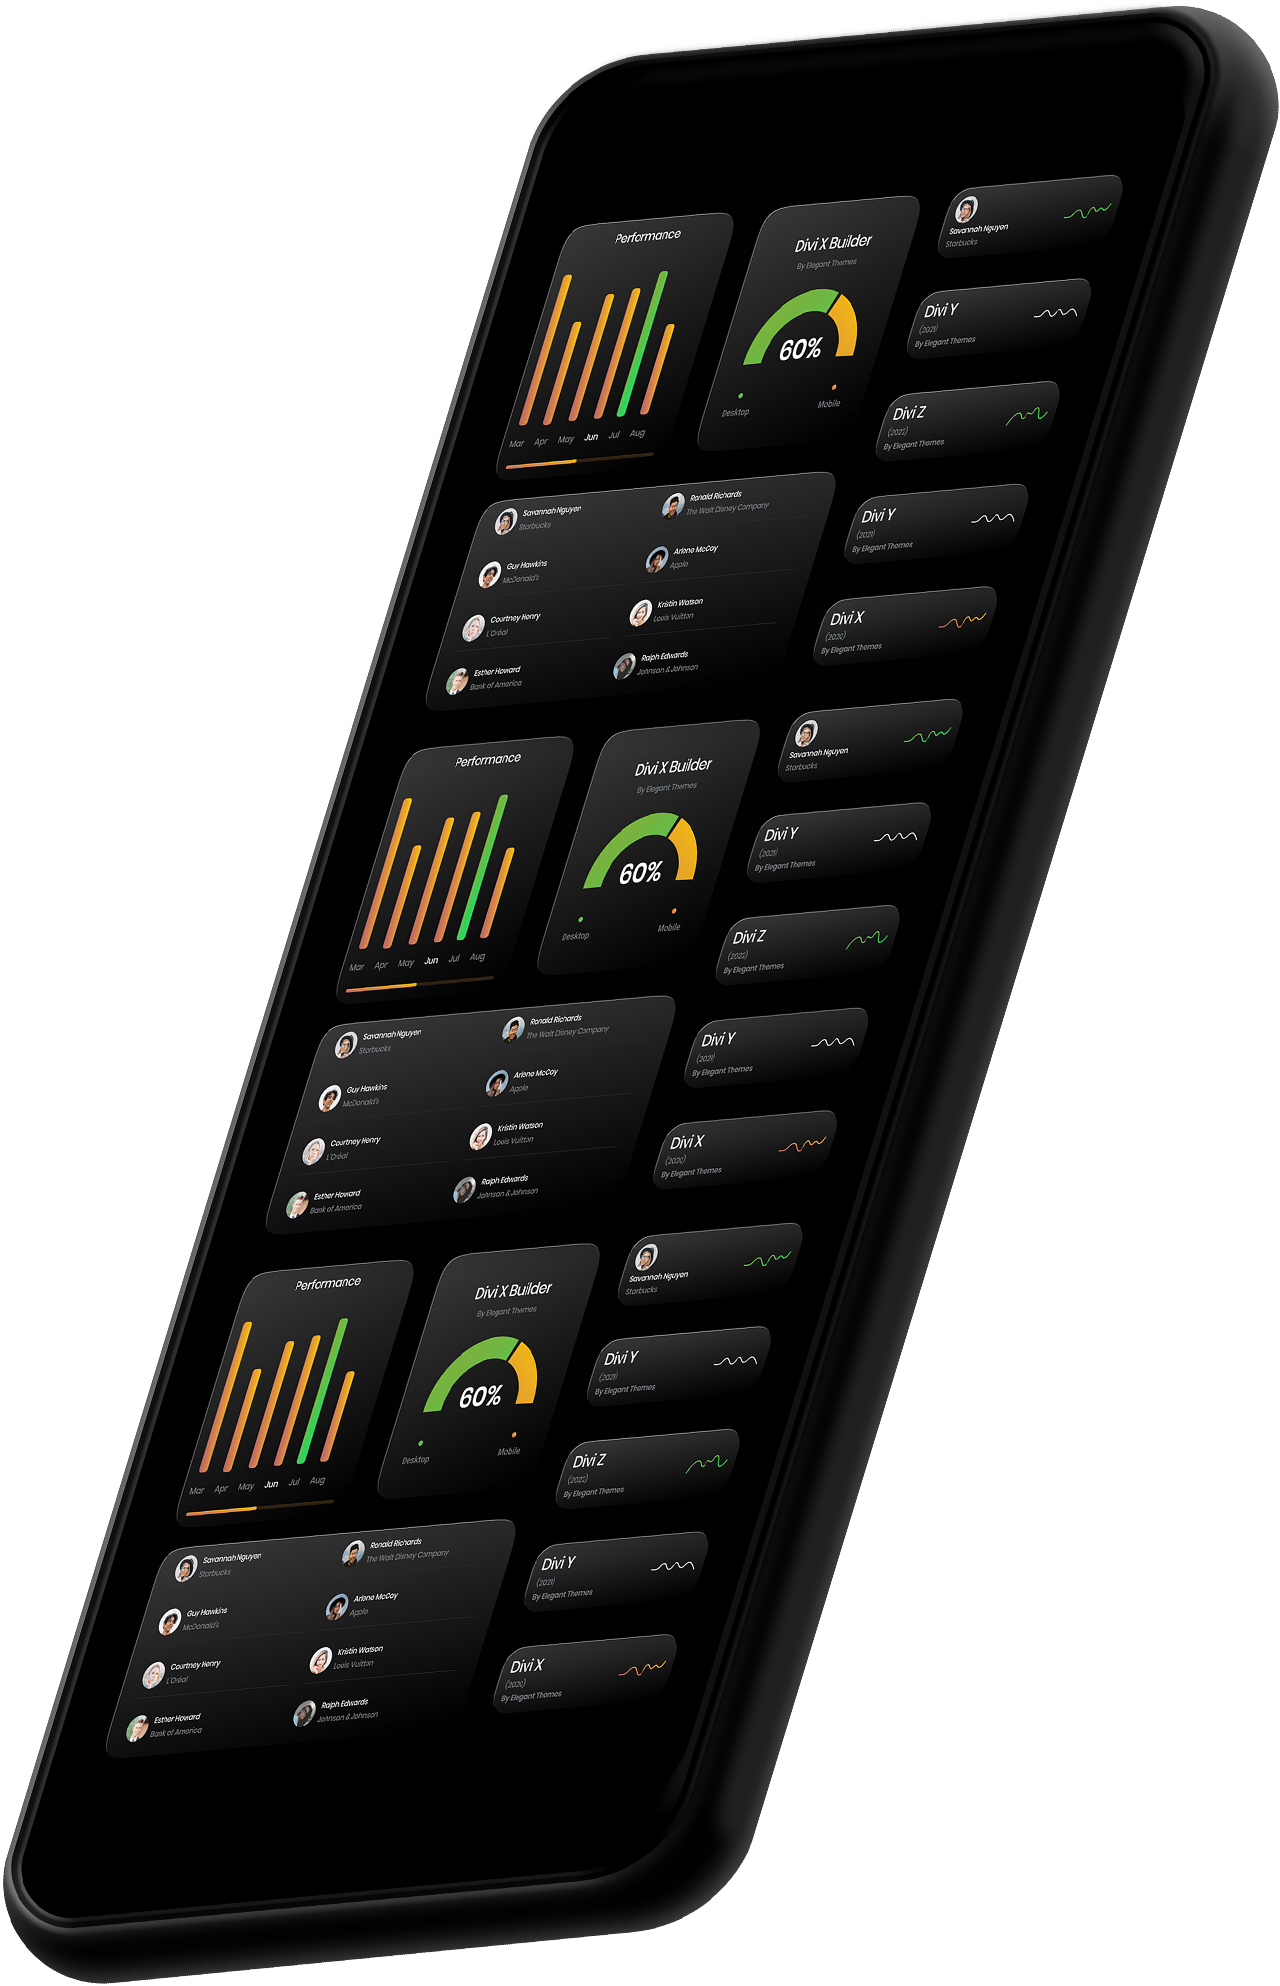 Performance
Mar Apr May Jun Jul Aug
Divi X Builder
By Elegant Themes
60%
Desktop Mobile
Savannah Nguyen
Starbucks
Divi Y
(2021)
By Elegant Themes
Divi Z
(2022)
By Elegant Themes
Divi Y
(2021)
By Elegant Themes
Divi X
(2020)
By Elegant Themes
Savannah Nguyen
Starbucks
Ronald Richards
The Walt Disney Company
Guy Hawkins
McDonald's
Arlene McCoy
Apple
Courtney Henry
L'Oréal
Kristin Watson
Louis Vuitton
Esther Howard
Bank of America
Ralph Edwards
Johnson & Johnson
Performance
Mar Apr May Jun Jul Aug
Divi X Builder
By Elegant Themes
60%
Desktop Mobile
Savannah Nguyen
Starbucks
Divi Y
(2021)
By Elegant Themes
Divi Z
(2022)
By Elegant Themes
Divi Y
(2021)
By Elegant Themes
Divi X
(2020)
By Elegant Themes
Savannah Nguyen
Starbucks
Ronald Richards
The Walt Disney Company
Guy Hawkins
McDonald's
Arlene McCoy
Apple
Courtney Henry
L'Oréal
Kristin Watson
Louis Vuitton
Esther Howard
Bank of America
Ralph Edwards
Johnson & Johnson
Performance
Mar Apr May Jun Jul Aug
Divi X Builder
By Elegant Themes
60%
Desktop Mobile
Savannah Nguyen
Starbucks
Divi Y
(2021)
By Elegant Themes
Divi Z
(2022)
By Elegant Themes
Divi Y
(2021)
By Elegant Themes
Divi X
(2020)
By Elegant Themes
Savannah Nguyen
Starbucks
Ronald Richards
The Walt Disney Company
Guy Hawkins
McDonald's
Arlene McCoy
Apple
Courtney Henry
L'Oréal
Kristin Watson
Louis Vuitton
Esther Howard
Bank of America
Ralph Edwards
Johnson & Johnson